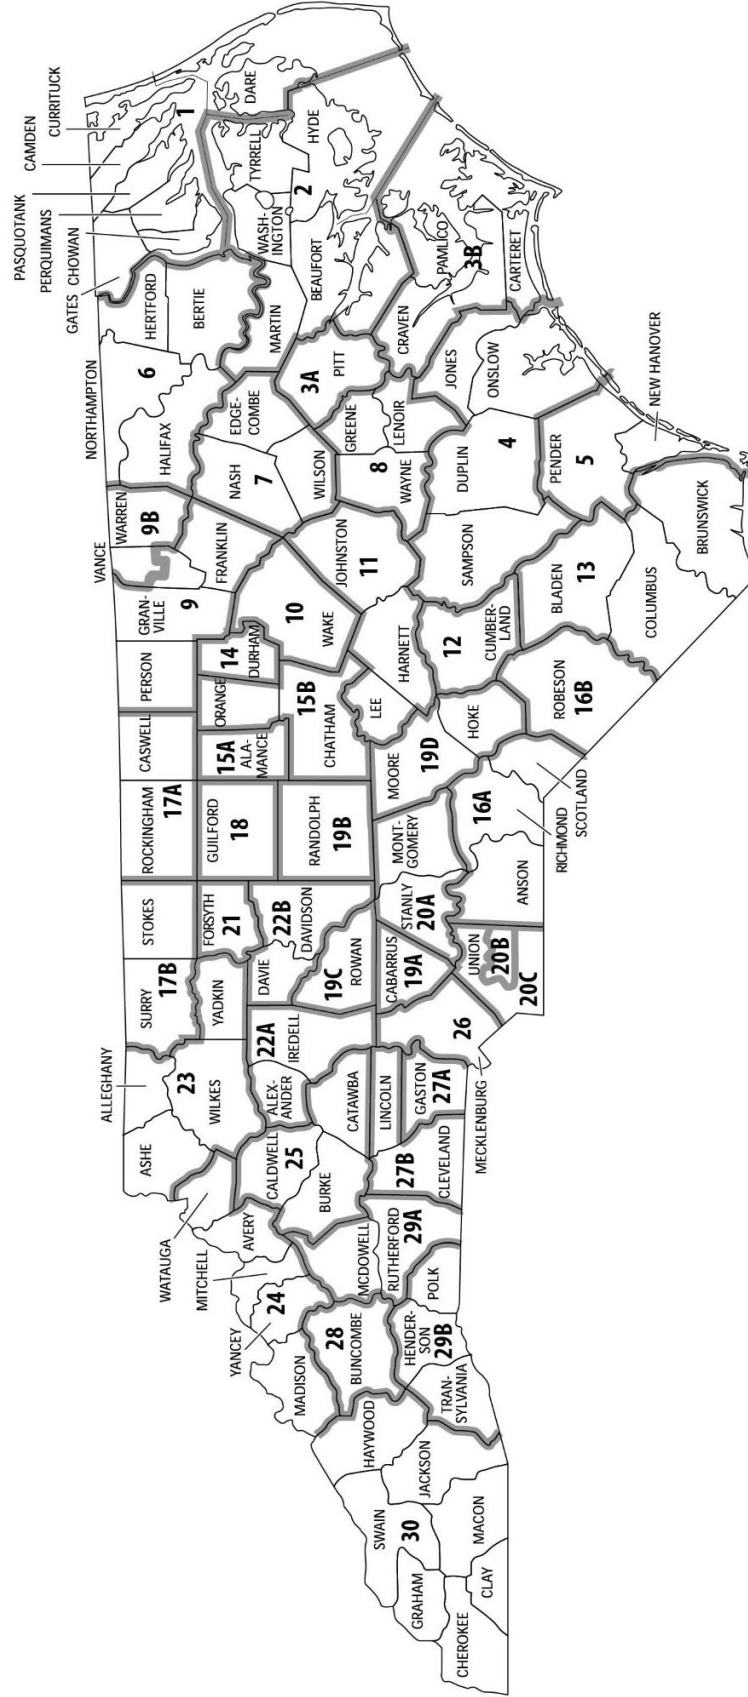 CHEROKEE
GRAHAM
CLAY
SWAIN
30
MACON
JACKSON
HAYWOOD
TRAN-
SYLVANIA
MADISON
BUNCOMBE
28
HENDER-
SON
29B
POLK
YANCEY
24
MITCHELL
AVERY
WATAUGA
MCDOWELL
RUTHERFORD
29A
BURKE
CALDWELL
25
CLEVELAND
27B
ASHE
ALLEGHANY
WILKES
23
ALEX-
ANDER
CATAWBA
LINCOLN
GASTON
27A
MECKLENBURG
26
SURRY
17B
YADKIN
IREDELL
22A
DAVIE
ROWAN
19C
CABARRUS
19A
STOKES
FORSYTH
21
DAVIDSON
22B
STANLY
20A
UNION
20B
20C
ANSON
ROCKINGHAM
17A
GUILFORD
18
RANDOLPH
19B
MONT-
GOMERY
RICHMOND
16A
SCOTLAND
CASWELL
15A
ALA-
MANCE
ORANGE
CHATHAM
15B
MOORE
19D
LEE
HOKE
ROBESON
16B
PERSON
14
DURHAM
GRAN-
VILLE
9
VANCE
WARREN
9B
FRANKLIN
10
WAKE
HARNETT
12
CUMBER-
LAND
BLADEN
13
COLUMBUS
BRUNSWICK
JOHNSTON
11
SAMPSON
NORTHAMPTON
6
HALIFAX
NASH
7
EDGE-
COMBE
WILSON
WAYNE
8
GREENE
LENOIR
DUPLIN
4
PENDER
5
NEW HANOVER
ONSLOW
JONES
HERTFORD
BERTIE
MARTIN
3A
PITT
CRAVEN
PAMLICO
3B
CARTERET
GATES
CHOWAN
PERQUIMANS
PASQUOTANK
CAMDEN
CURRITUCK
1
WASH-
INGTON
TYRRELL
DARE
2
HYDE
BEAUFORT